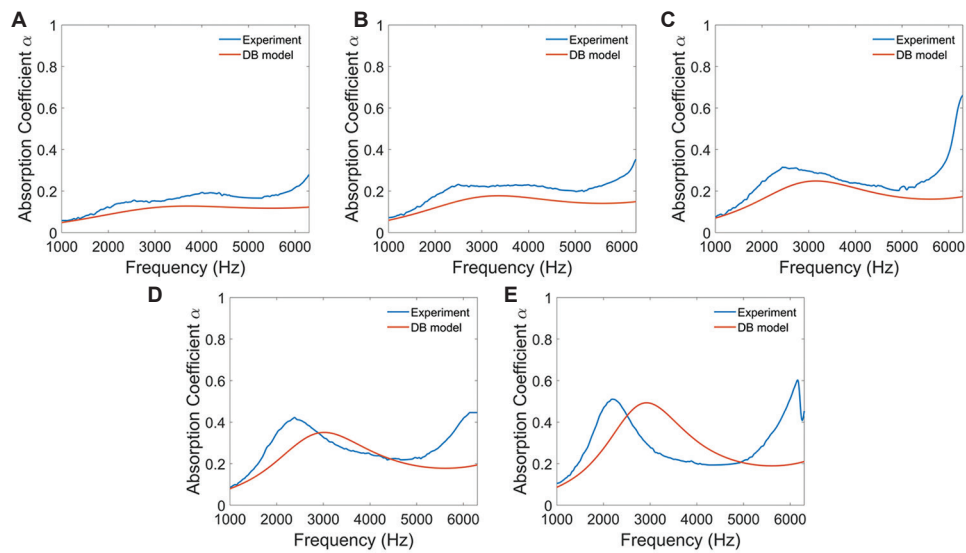 A
Absorption Coefficient α
1
0.8
0.6
0.4
0.2
0
1000 2000 3000 4000 5000 6000
Frequency (Hz)
Experiment
DB model
B
Absorption Coefficient α
1
0.8
0.6
0.4
0.2
0
1000 2000 3000 4000 5000 6000
Frequency (Hz)
Experiment
DB model
C
Absorption Coefficient α
1
0.8
0.6
0.4
0.2
0
1000 2000 3000 4000 5000 6000
Frequency (Hz)
Experiment
DB model
D
Absorption Coefficient α
1
0.8
0.6
0.4
0.2
0
1000 2000 3000 4000 5000 6000
Frequency (Hz)
Experiment
DB model
E
Absorption Coefficient α
1
0.8
0.6
0.4
0.2
0
1000 2000 3000 4000 5000 6000
Frequency (Hz)
Experiment
DB model